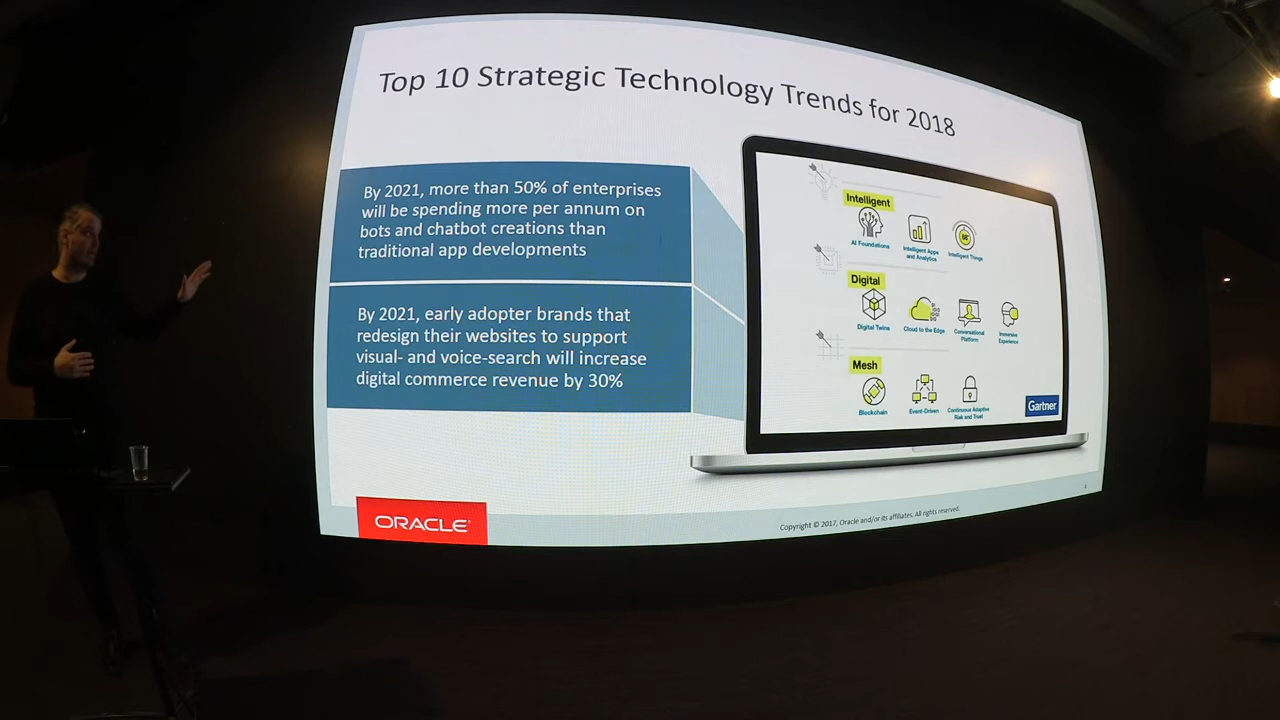 Top 10 Strategic Technology Trends for 2018
By 2021, more than 50% of enterprises
will be spending more per annum on
bots and chatbot creations than
traditional app developments
By 2021, early adopter brands that
redesign their websites to support
visual- and voice-search will increase
digital commerce revenue by 30%
Intelligent
AI Foundations
Intelligent Apps
and Analytics
Intelligent Things
Digital
Digital Twins
Cloud to the Edge
Conversational
Platform
Immersive
Experience
Mesh
Blockchain
Event-Driven
Continuous Adaptive
Risk and Trust
Gartner
ORACLE
Copyright © 2017, Oracle and/or its affiliates. All rights reserved.